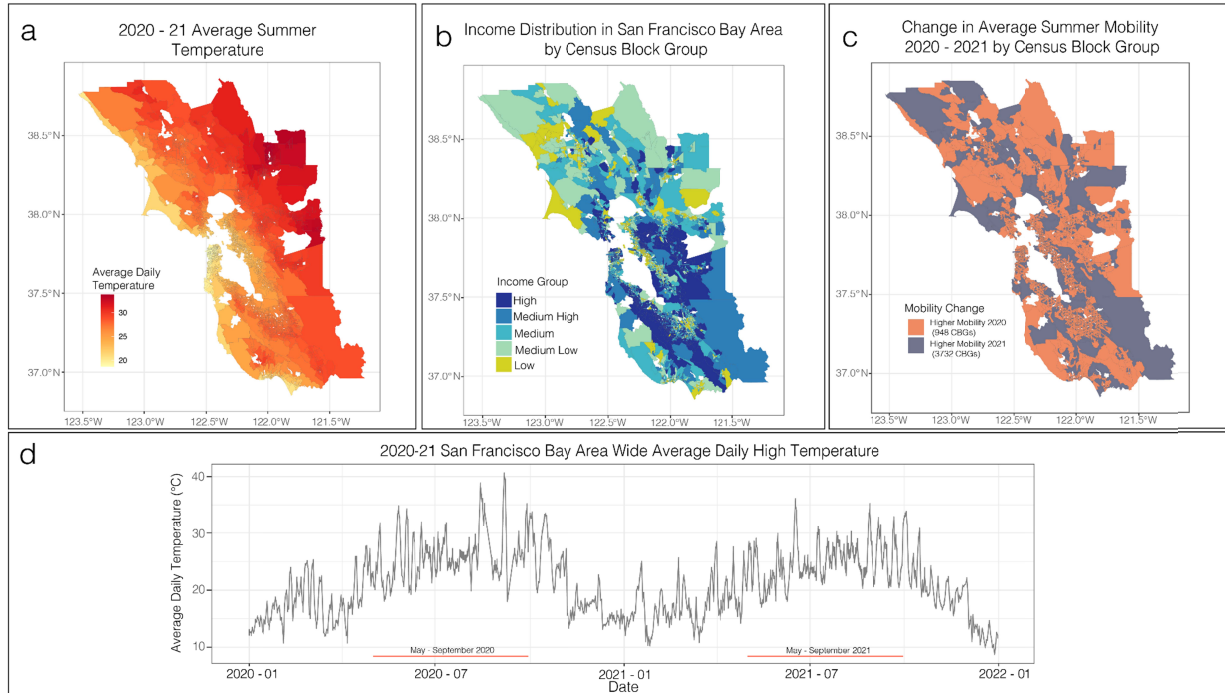 a
2020 - 21 Average Summer
Temperature
38.5°N
38.0°N
37.5°N
37.0°N
Average Daily
Temperature
30
25
20
123.5°W
123.0°W
122.5°W
122.0°W
121.5°W
b
Income Distribution in San Francisco Bay Area
by Census Block Group
38.5°N
38.0°N
37.5°N
37.0°N
Income Group
High
Medium High
Medium
Medium Low
Low
123.5°W
123.0°W
122.5°W
122.0°W
121.5°W
c
Change in Average Summer Mobility
2020 - 2021 by Census Block Group
38.5°N
38.0°N
37.5°N
37.0°N
Mobility Change
Higher Mobility 2020
(948 CBGs)
Higher Mobility 2021
(3732 CBGs)
123.5°W
123.0°W
122.5°W
122.0°W
121.5°W
d
2020-21 San Francisco Bay Area Wide Average Daily High Temperature
Average Daily Temperature (°C)
40
30
20
10
May - September 2020
May - September 2021
2020 - 01
2020 - 07
2021 - 01
2021 - 07
2022 - 01
Date